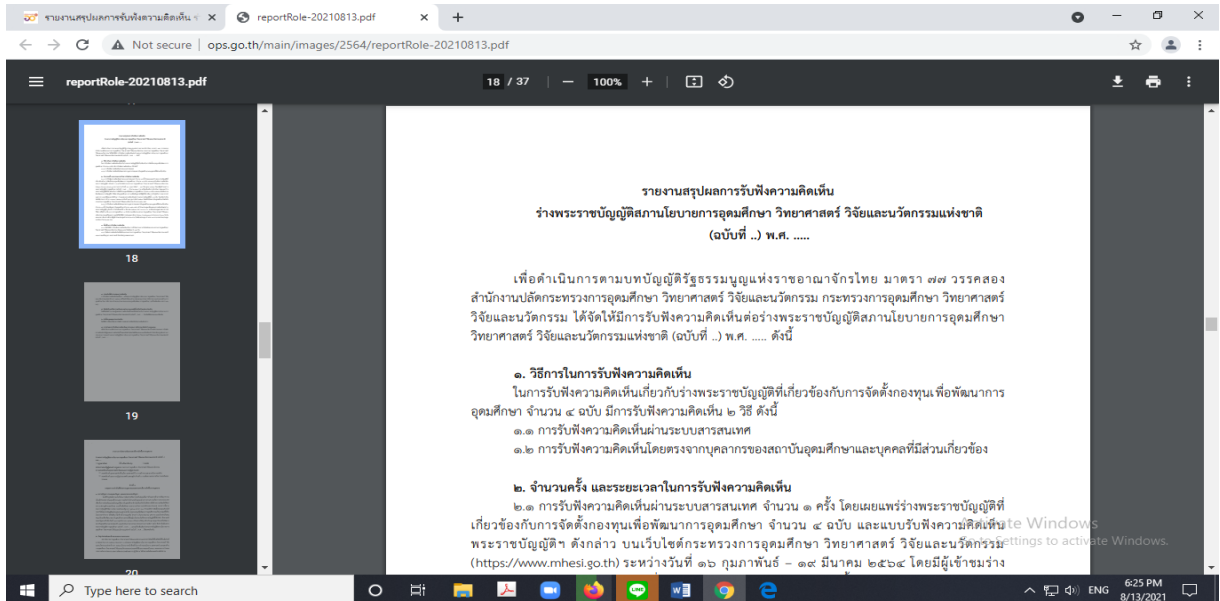 รายงานสรุปผลการรับฟังความคิดเห็น ร่
reportRole-20210813.pdf
Not secure | ops.go.th/main/images/2564/reportRole-20210813.pdf
reportRole-20210813.pdf
18 / 37
100%
18
19
20
รายงานสรุปผลการรับฟังความคิดเห็น
ร่างพระราชบัญญัติสภานโยบายการอุดมศึกษา วิทยาศาสตร์ วิจัยและนวัตกรรมแห่งชาติ
(ฉบับที่ ..) พ.ศ. .....
เพื่อดำเนินการตามบทบัญญัติรัฐธรรมนูญแห่งราชอาณาจักรไทย มาตรา ๗๗ วรรคสอง
สำนักงานปลัดกระทรวงการอุดมศึกษา วิทยาศาสตร์ วิจัยและนวัตกรรม กระทรวงการอุดมศึกษา วิทยาศาสตร์
วิจัยและนวัตกรรม ได้จัดให้มีการรับฟังความคิดเห็นต่อร่างพระราชบัญญัติสภานโยบายการอุดมศึกษา
วิทยาศาสตร์ วิจัยและนวัตกรรมแห่งชาติ (ฉบับที่ ..) พ.ศ. ..... ดังนี้
๑. วิธีการในการรับฟังความคิดเห็น
ในการรับฟังความคิดเห็นเกี่ยวกับร่างพระราชบัญญัติที่เกี่ยวข้องกับการจัดตั้งกองทุนเพื่อพัฒนาการ
อุดมศึกษา จำนวน ๔ ฉบับ มีการรับฟังความคิดเห็น ๒ วิธี ดังนี้
๑.๑ การรับฟังความคิดเห็นผ่านระบบสารสนเทศ
๑.๒ การรับฟังความคิดเห็นโดยตรงจากบุคลากรของสถาบันอุดมศึกษาและบุคคลที่มีส่วนเกี่ยวข้อง
๒. จำนวนครั้ง และระยะเวลาในการรับฟังความคิดเห็น
๒.๑ การรับฟังความคิดเห็นผ่านระบบสารสนเทศ จำนวน ๑ ครั้ง โดยเผยแพร่ร่างพระราชบัญญัติที่
เกี่ยวข้องกับการจัดตั้งกองทุนเพื่อพัฒนาการอุดมศึกษา จำนวน ๔ ฉบับ และแบบรับฟังความคิดเห็น
พระราชบัญญัติฯ ดังกล่าว บนเว็บไซต์กระทรวงการอุดมศึกษา วิทยาศาสตร์ วิจัยและนวัตกรรม
(https://www.mhesi.go.th) ระหว่างวันที่ ๑๖ กุมภาพันธ์ – ๑๙ มีนาคม ๒๕๖๔ โดยมีผู้เข้าชมร่าง
Activate Windows
Go to Settings to activate Windows.
Type here to search
ENG
6:25 PM
8/13/2021